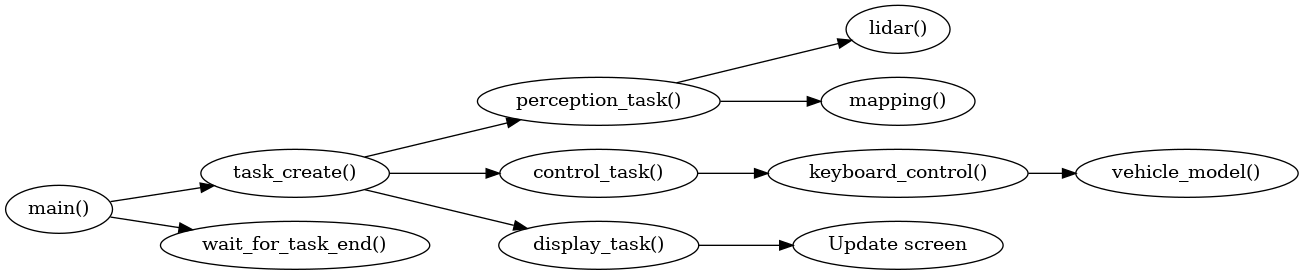 lidar()
perception_task()
mapping()
task_create()
control_task()
keyboard_control()
vehicle_model()
main()
wait_for_task_end()
display_task()
Update screen